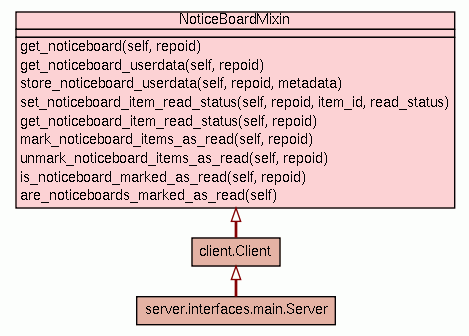 NoticeBoardMixin
get_noticeboard(self, repoid)
get_noticeboard_userdata(self, repoid)
store_noticeboard_userdata(self, repoid, metadata)
set_noticeboard_item_read_status(self, repoid, item_id, read_status)
get_noticeboard_item_read_status(self, repoid)
mark_noticeboard_items_as_read(self, repoid)
unmark_noticeboard_items_as_read(self, repoid)
is_noticeboard_marked_as_read(self, repoid)
are_noticeboards_marked_as_read(self)
client.Client
server.interfaces.main.Server